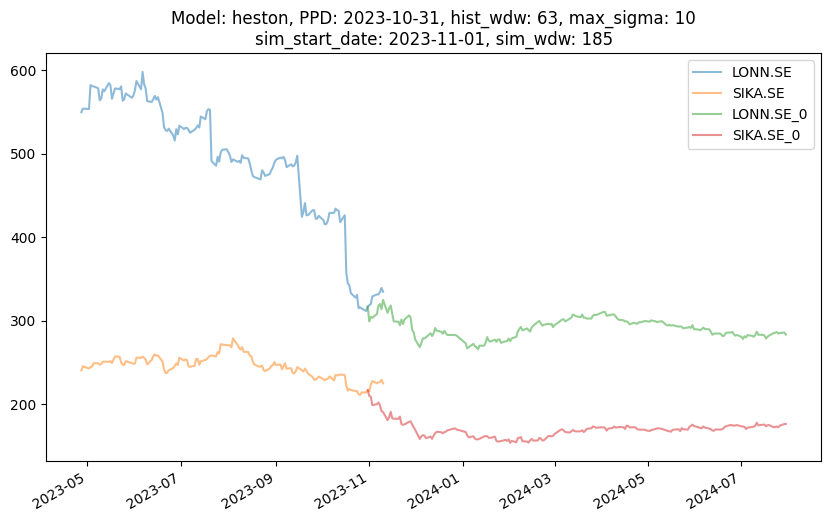 Model: heston, PPD: 2023-10-31, hist_wdw: 63, max_sigma: 10
sim_start_date: 2023-11-01, sim_wdw: 185
LONN.SE
SIKA.SE
LONN.SE_0
SIKA.SE_0
600
500
400
300
200
2023-05
2023-07
2023-09
2023-11
2024-01
2024-03
2024-05
2024-07